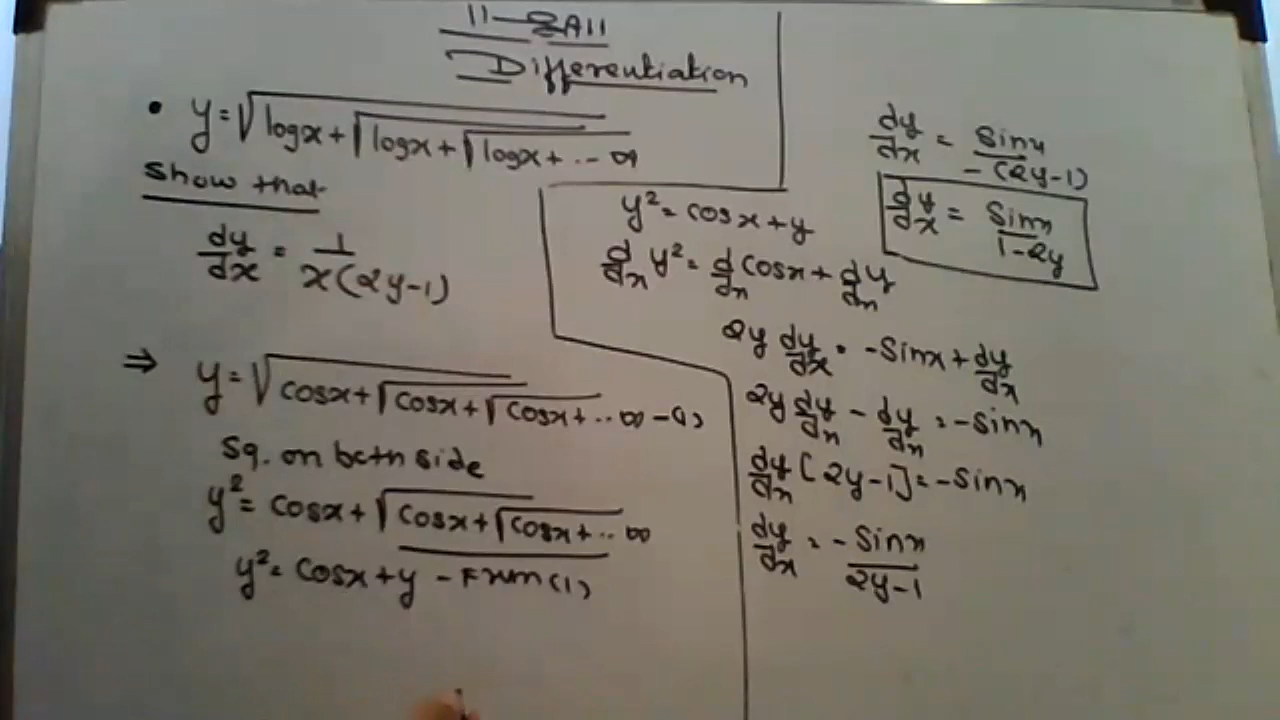 Differentiation
• y = √logx + √logx + √logx + ... ∞
Show that
dy/dx = 1/x(2y-1)
⇒ y = √cosx + √cosx + √cosx + ... ∞ -(1)
Sq. on both side
y² = cosx + √cosx + √cosx + ... ∞
y² = cosx + y - From (1)
y² = cosx + y
d/dx y² = d/dx cosx + d/dx y
2y dy/dx = -Sinx + dy/dx
2y dy/dx - dy/dx = -Sinx
dy/dx [2y-1] = -Sinx
dy/dx = -Sinx/2y-1
dy/dx = Sinx/-(2y-1)
dy/dx = Sinx/1-2y